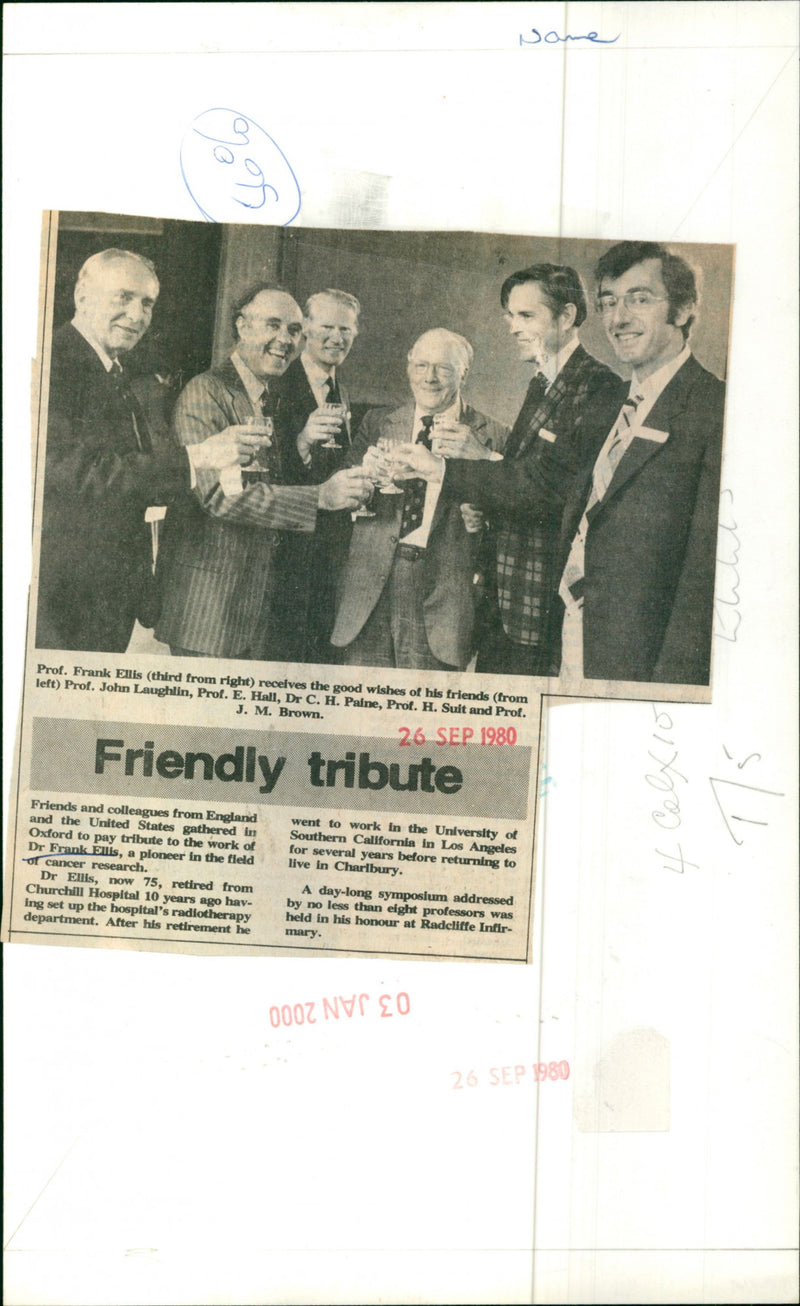 Name
Prof. Frank Ellis (third from right) receives the good wishes of his friends (from
left) Prof. John Laughlin, Prof. E. Hall, Dr C. H. Paine, Prof. H. Suit and Prof.
J. M. Brown.
26 SEP 1980
Friendly tribute
Friends and colleagues from England
and the United States gathered in
Oxford to pay tribute to the work of
Dr Frank Ellis, a pioneer in the field
of cancer research.
Dr Ellis, now 75, retired from
Churchill Hospital 10 years ago hav-
ing set up the hospital's radiotherapy
department. After his retirement he
went to work in the University of
Southern California in Los Angeles
for several years before returning to
live in Charlbury.
A day-long symposium addressed
by no less than eight professors was
held in his honour at Radcliffe Infir-
mary.
03 JAN 2000
26 SEP 1980